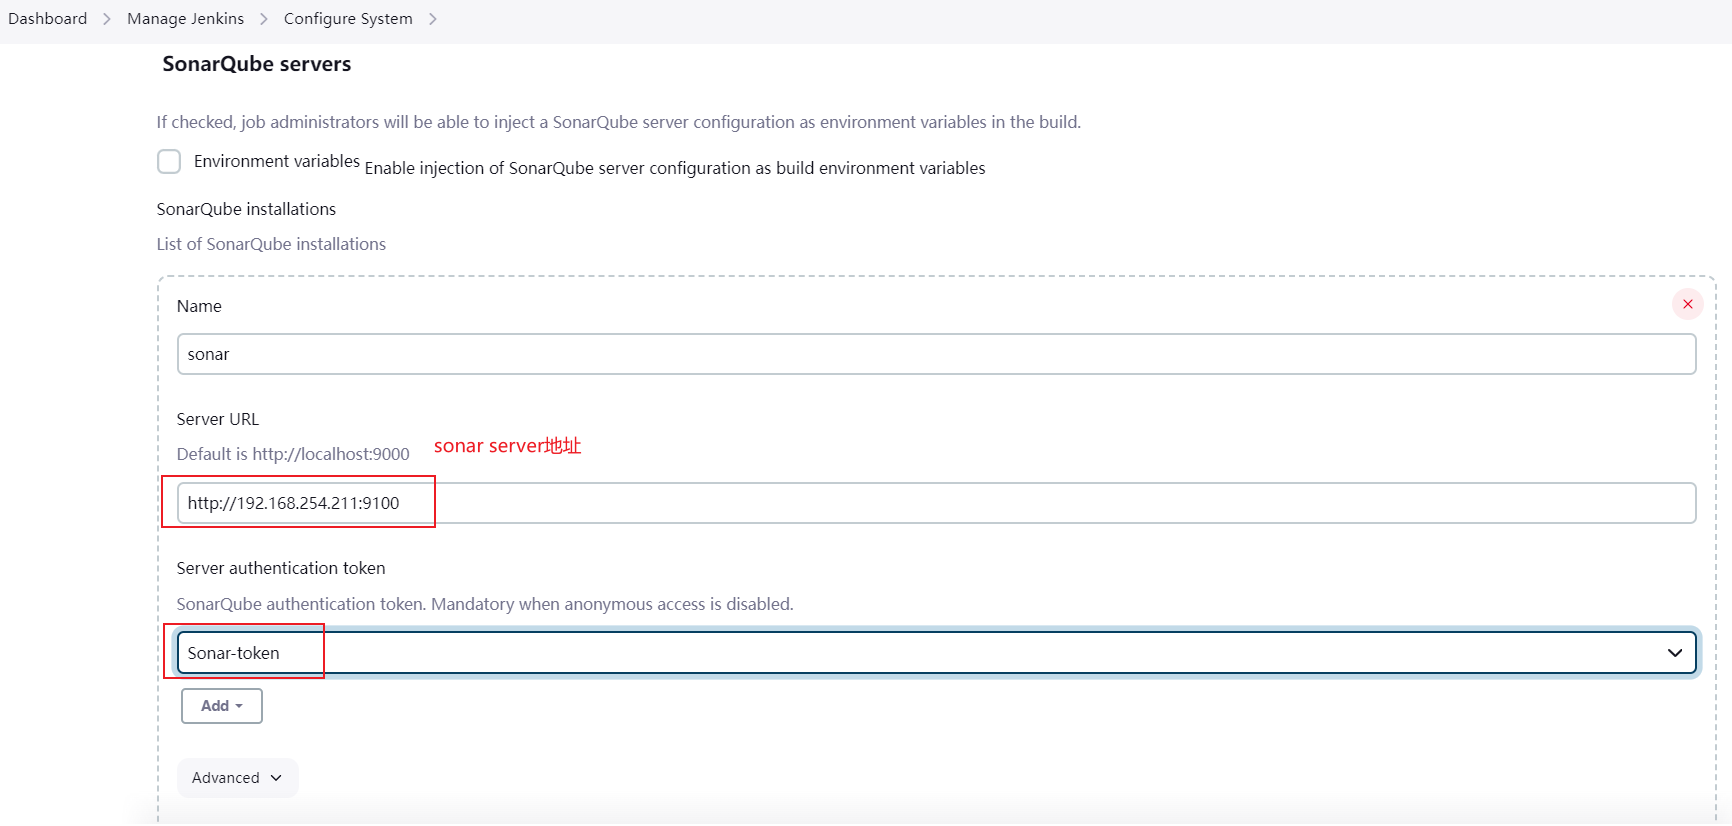 Dashboard > Manage Jenkins > Configure System >
SonarQube servers
If checked, job administrators will be able to inject a SonarQube server configuration as environment variables in the build.
Environment variables Enable injection of SonarQube server configuration as build environment variables
SonarQube installations
List of SonarQube installations
Name
sonar
Server URL
Default is http://localhost:9000
sonar server地址
http://192.168.254.211:9100
Server authentication token
SonarQube authentication token. Mandatory when anonymous access is disabled.
Sonar-token
Add
Advanced